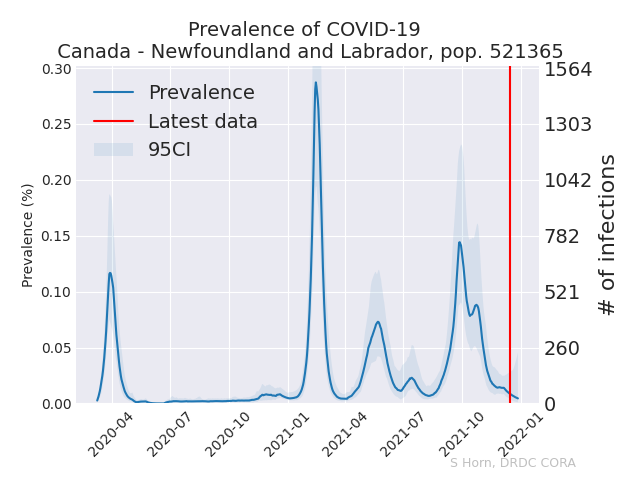 Prevalence of COVID-19
Canada - Newfoundland and Labrador, pop. 521365
Prevalence
Latest data
95CI
Prevalence (%)
0.30
0.25
0.20
0.15
0.10
0.05
0.00
1564
1303
1042
782
521
260
0
# of infections
2020-04
2020-07
2020-10
2021-01
2021-04
2021-07
2021-10
2022-01
S Horn, DRDC CORA